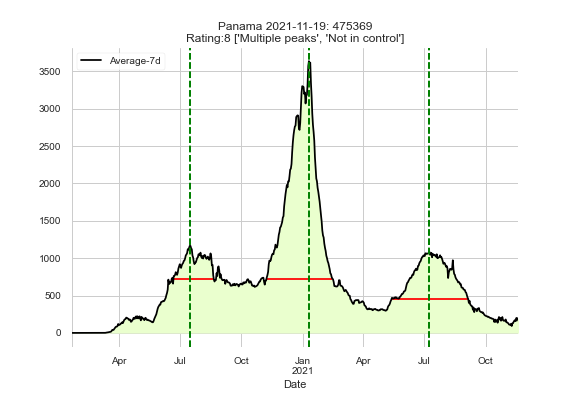 Panama 2021-11-19: 475369
Rating:8 ['Multiple peaks', 'Not in control']
Average-7d
3500
3000
2500
2000
1500
1000
500
0
Apr Jul Oct Jan Apr Jul Oct
2021
Date